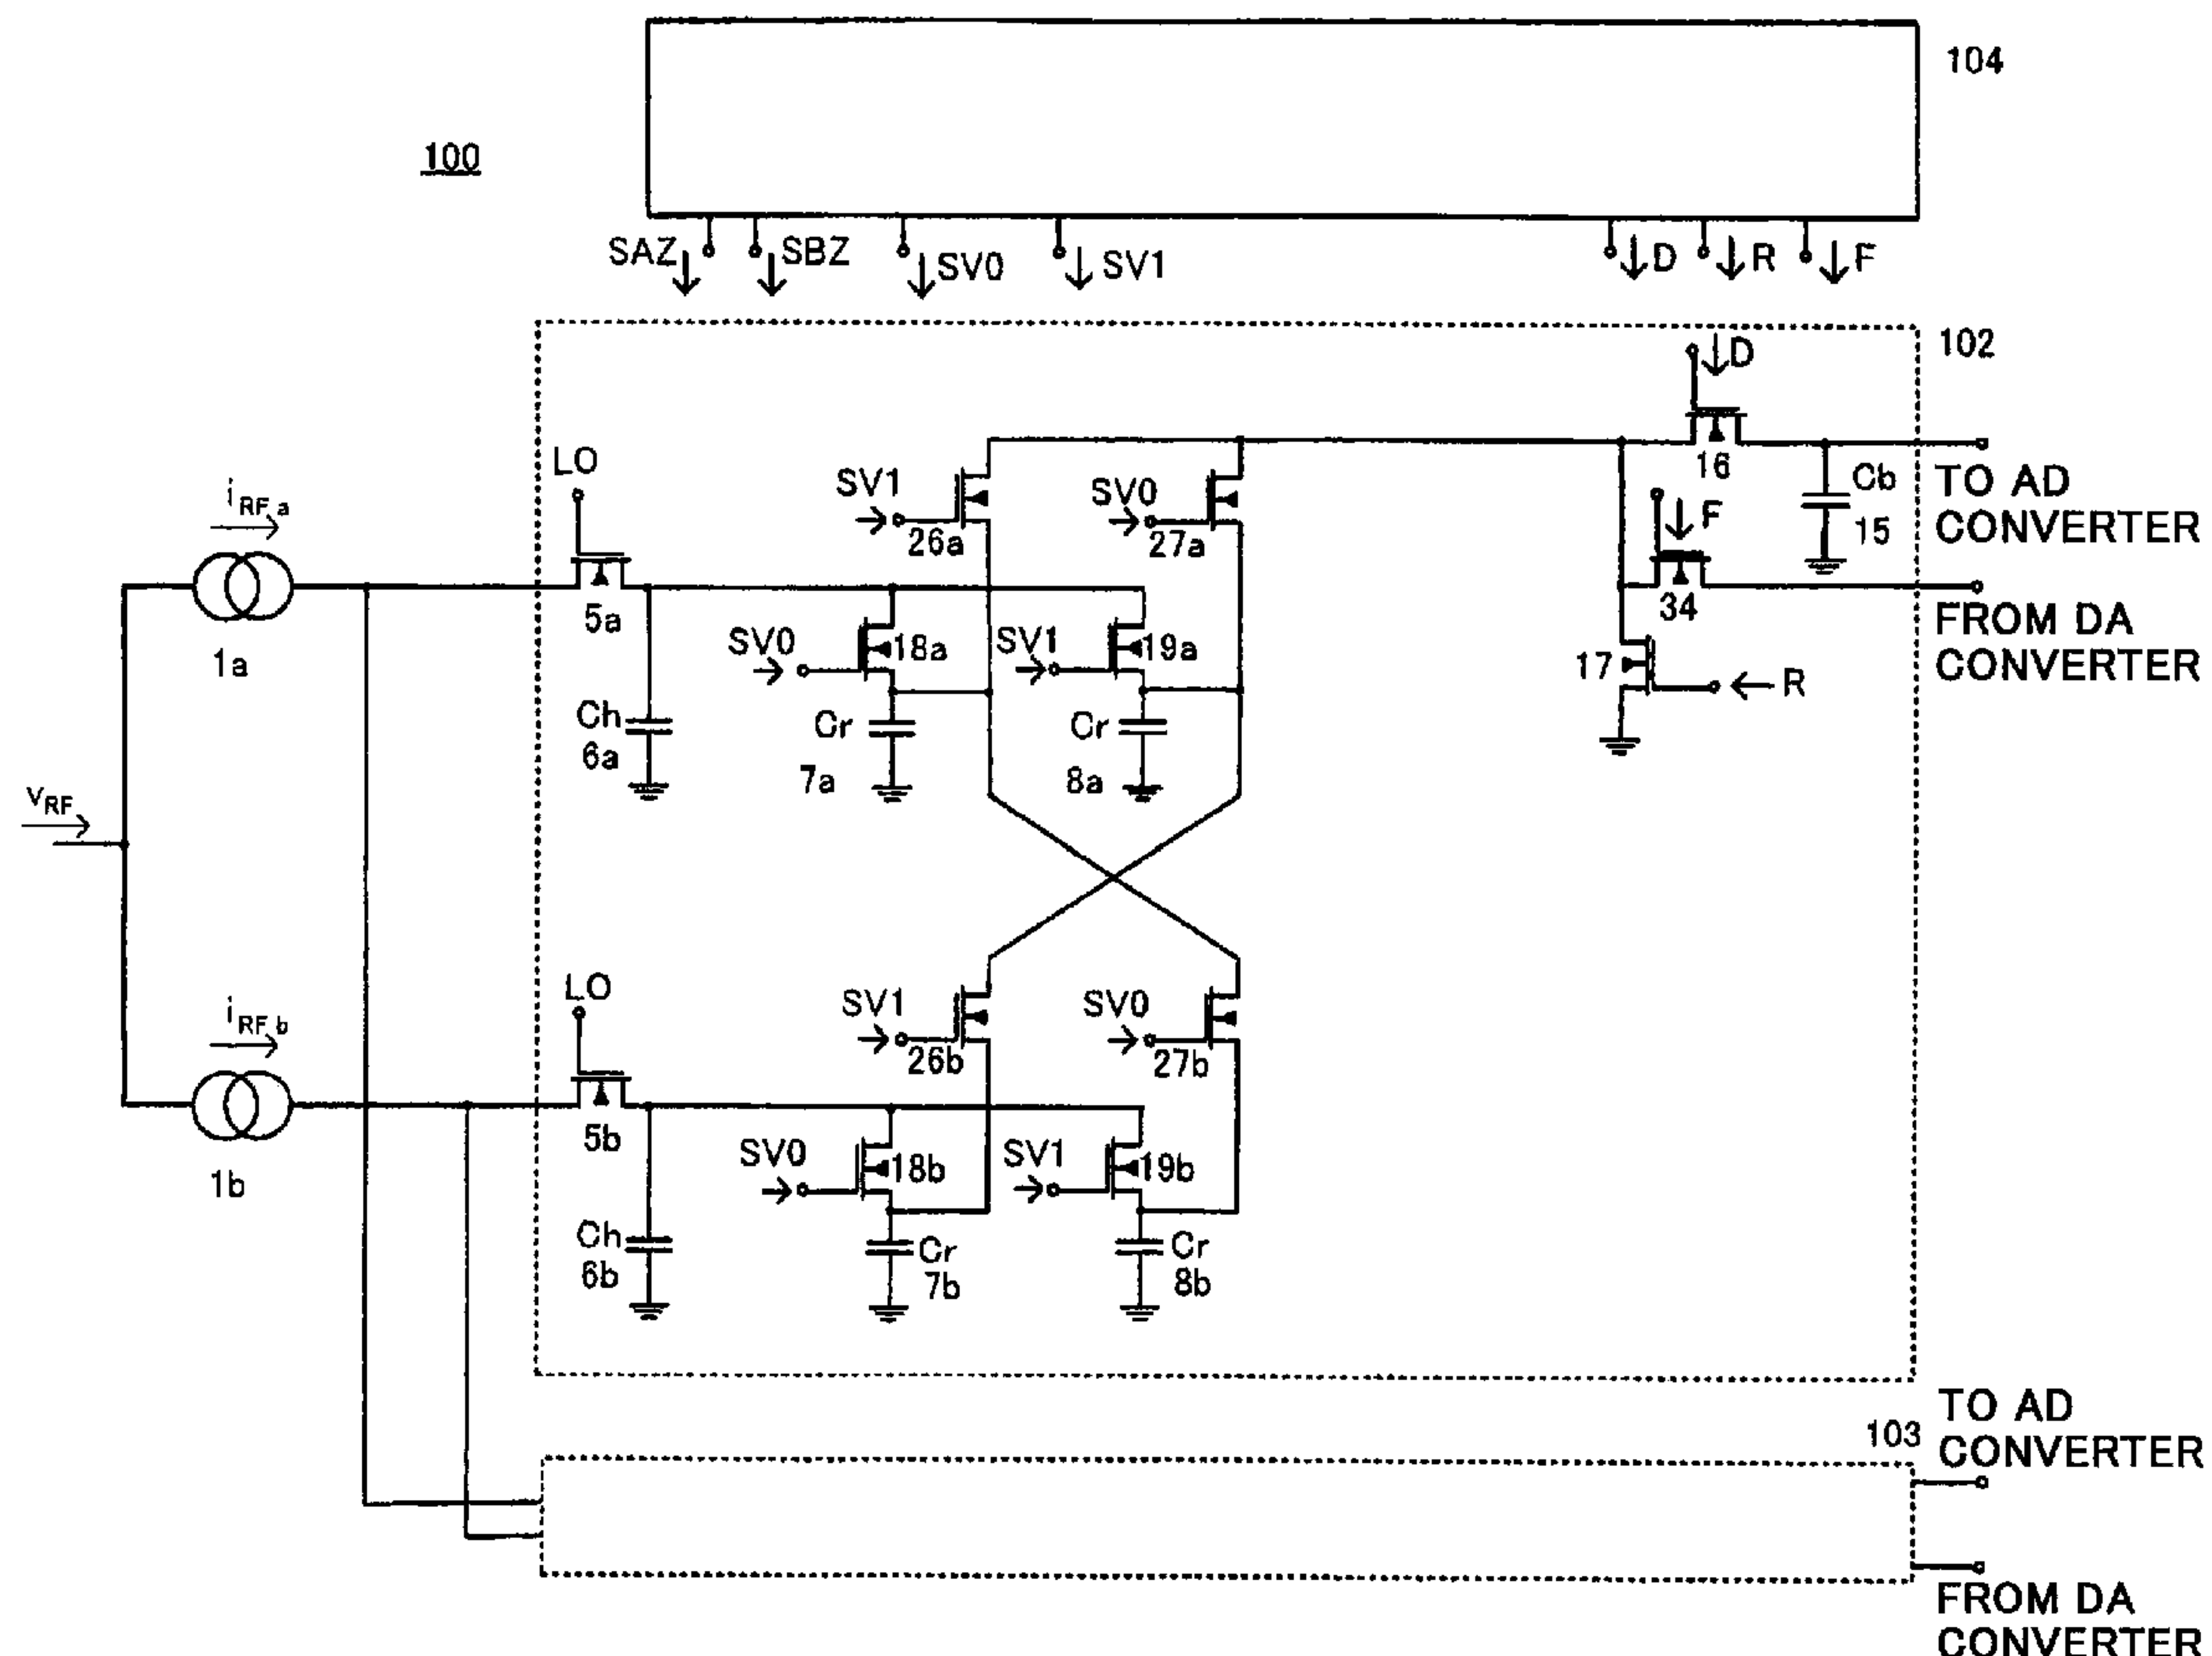 104
100
SAZ
SBZ
SV0
SV1
D
R
F
102
D
LO
SV1
SV0
16
Cb
15
TO AD
CONVERTER
iRF,a
26a
27a
F
5a
34
FROM DA
CONVERTER
1a
SV0
18a
SV1
19a
17
R
Ch
6a
Cr
7a
Cr
8a
VRF
LO
SV1
SV0
iRF,b
26b
27b
5b
1b
SV0
18b
SV1
19b
Ch
6b
Cr
7b
Cr
8b
103
TO AD
CONVERTER
FROM DA
CONVERTER